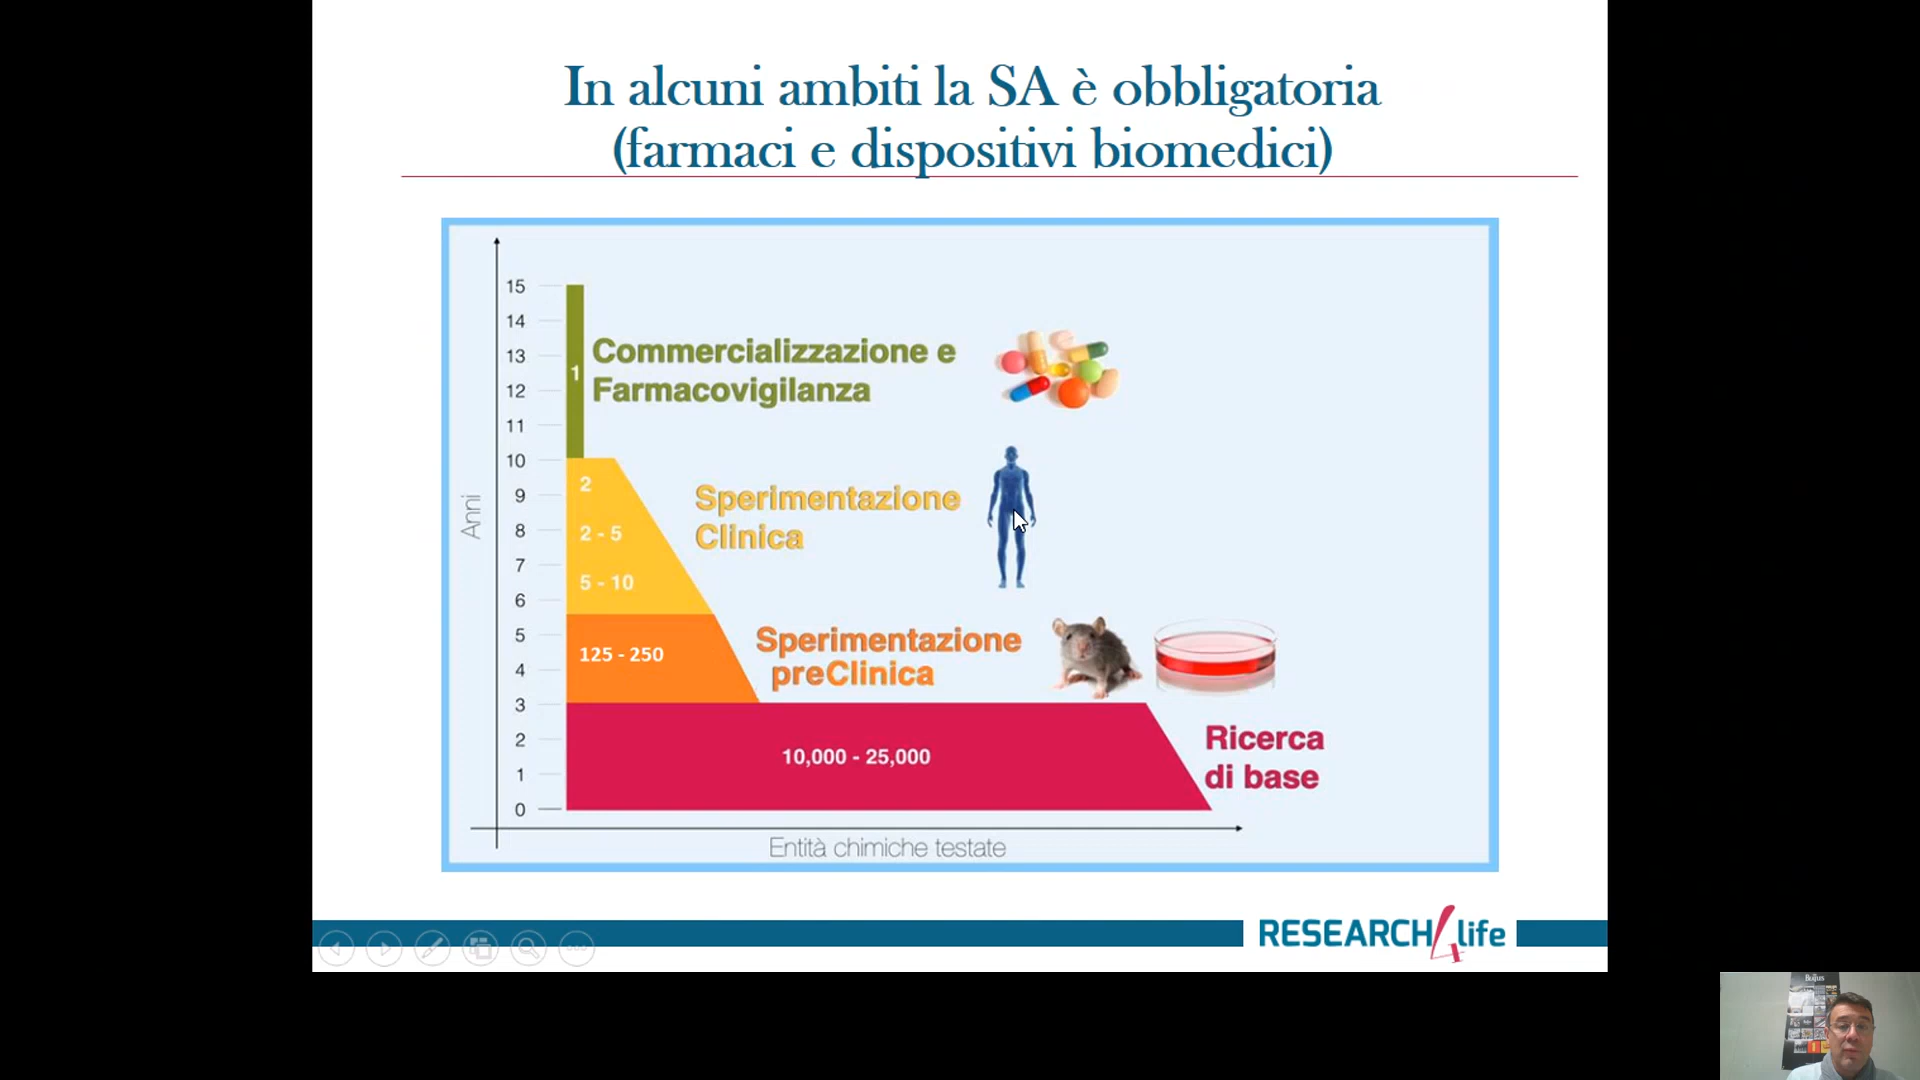 In alcuni ambiti la SA è obbligatoria
(farmaci e dispositivi biomedici)
15
14
13
12
11
10
9
8
7
6
5
4
3
2
1
0
Anni
1
Commercializzazione e
Farmacovigilanza
2
2 - 5
5 - 10
Sperimentazione
Clinica
125 - 250
Sperimentazione
preClinica
10,000 - 25,000
Ricerca
di base
Entità chimiche testate
RESEARCH4life